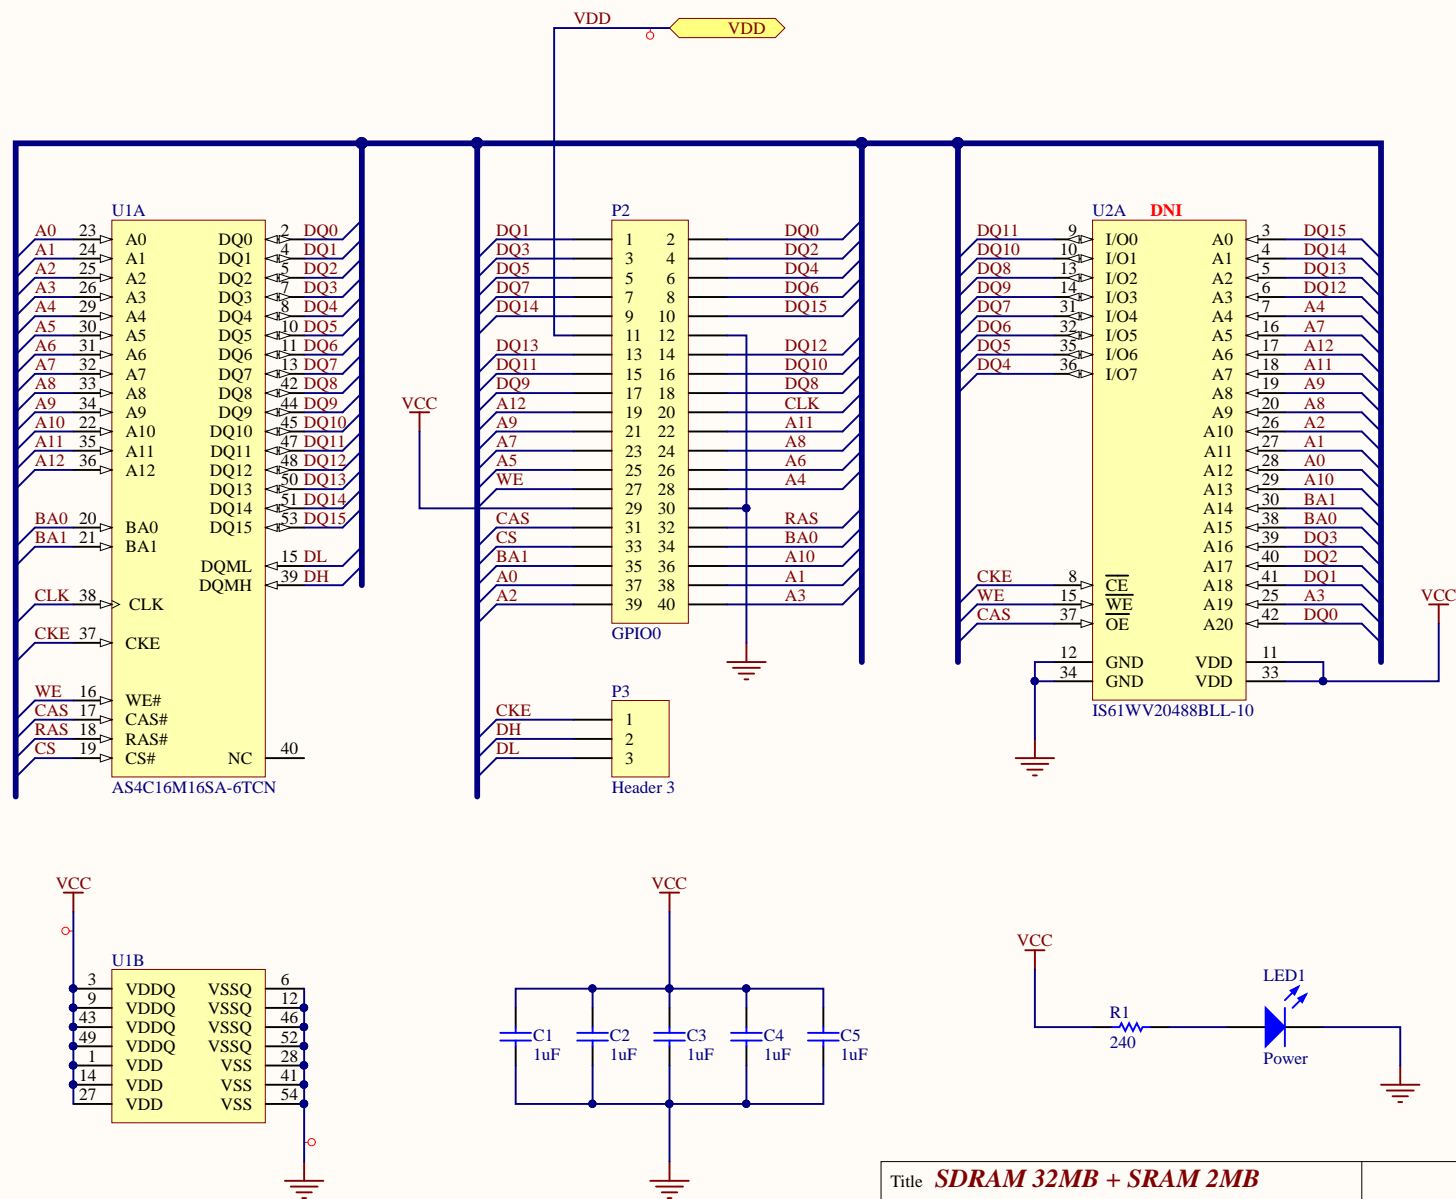 VDD
VDD
U1A
A0 23 A0 DQ0 2 DQ0
A1 24 A1 DQ1 4 DQ1
A2 25 A2 DQ2 5 DQ2
A3 26 A3 DQ3 7 DQ3
A4 29 A4 DQ4 8 DQ4
A5 30 A5 DQ5 10 DQ5
A6 31 A6 DQ6 11 DQ6
A7 32 A7 DQ7 13 DQ7
A8 33 A8 DQ8 42 DQ8
A9 34 A9 DQ9 44 DQ9
A10 22 A10 DQ10 45 DQ10
A11 35 A11 DQ11 47 DQ11
A12 36 A12 DQ12 48 DQ12
DQ13 50 DQ13
DQ14 51 DQ14
BA0 20 BA0 DQ15 53 DQ15
BA1 21 BA1
DQML 15 DL
DQMH 39 DH
CLK 38 CLK
CKE 37 CKE
WE 16 WE#
CAS 17 CAS#
RAS 18 RAS#
CS 19 CS# NC 40
AS4C16M16SA-6TCN
P2
DQ1 1 2 DQ0
DQ3 3 4 DQ2
DQ5 5 6 DQ4
DQ7 7 8 DQ6
DQ14 9 10 DQ15
11 12
DQ13 13 14 DQ12
DQ11 15 16 DQ10
DQ9 17 18 DQ8
VCC
A12 19 20 CLK
A9 21 22 A11
A7 23 24 A8
A5 25 26 A6
WE 27 28 A4
29 30
CAS 31 32 RAS
CS 33 34 BA0
BA1 35 36 A10
A0 37 38 A1
A2 39 40 A3
GPIO0
P3
CKE 1
DH 2
DL 3
Header 3
U2A DNI
DQ11 9 I/O0 A0 3 DQ15
DQ10 10 I/O1 A1 4 DQ14
DQ8 13 I/O2 A2 5 DQ13
DQ9 14 I/O3 A3 6 DQ12
DQ7 31 I/O4 A4 7 A4
DQ6 32 I/O5 A5 16 A7
DQ5 35 I/O6 A6 17 A12
DQ4 36 I/O7 A7 18 A11
A8 19 A9
A9 20 A8
A10 26 A2
A11 27 A1
A12 28 A0
A13 29 A10
A14 30 BA1
A15 38 BA0
A16 39 DQ3
A17 40 DQ2
CKE 8 CE A18 41 DQ1
WE 15 WE A19 25 A3
CAS 37 OE A20 42 DQ0
VCC
12 GND VDD 11
34 GND VDD 33
IS61WV20488BLL-10
VCC
U1B
3 VDDQ VSSQ 6
9 VDDQ VSSQ 12
43 VDDQ VSSQ 46
49 VDDQ VSSQ 52
1 VDD VSS 28
14 VDD VSS 41
27 VDD VSS 54
VCC
C1 C2 C3 C4 C5
1uF 1uF 1uF 1uF 1uF
VCC
LED1
R1
240
Power
Title SDRAM 32MB + SRAM 2MB